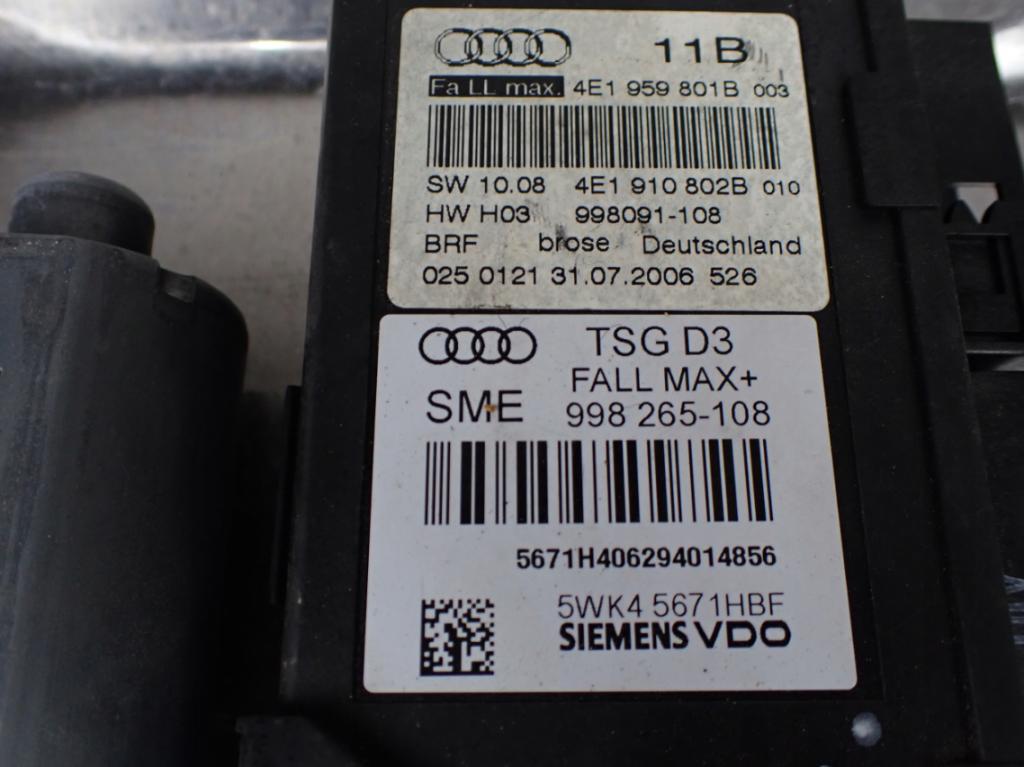 11B
Fa LL max. 4E1 959 801B 003
SW 10.08 4E1 910 802B 010
HW H03 998091-108
BRF brose Deutschland
025 0121 31.07.2006 526
TSG D3
FALL MAX+
SME 998 265-108
5671H406294014856
5WK4 5671HBF
SIEMENS VDO